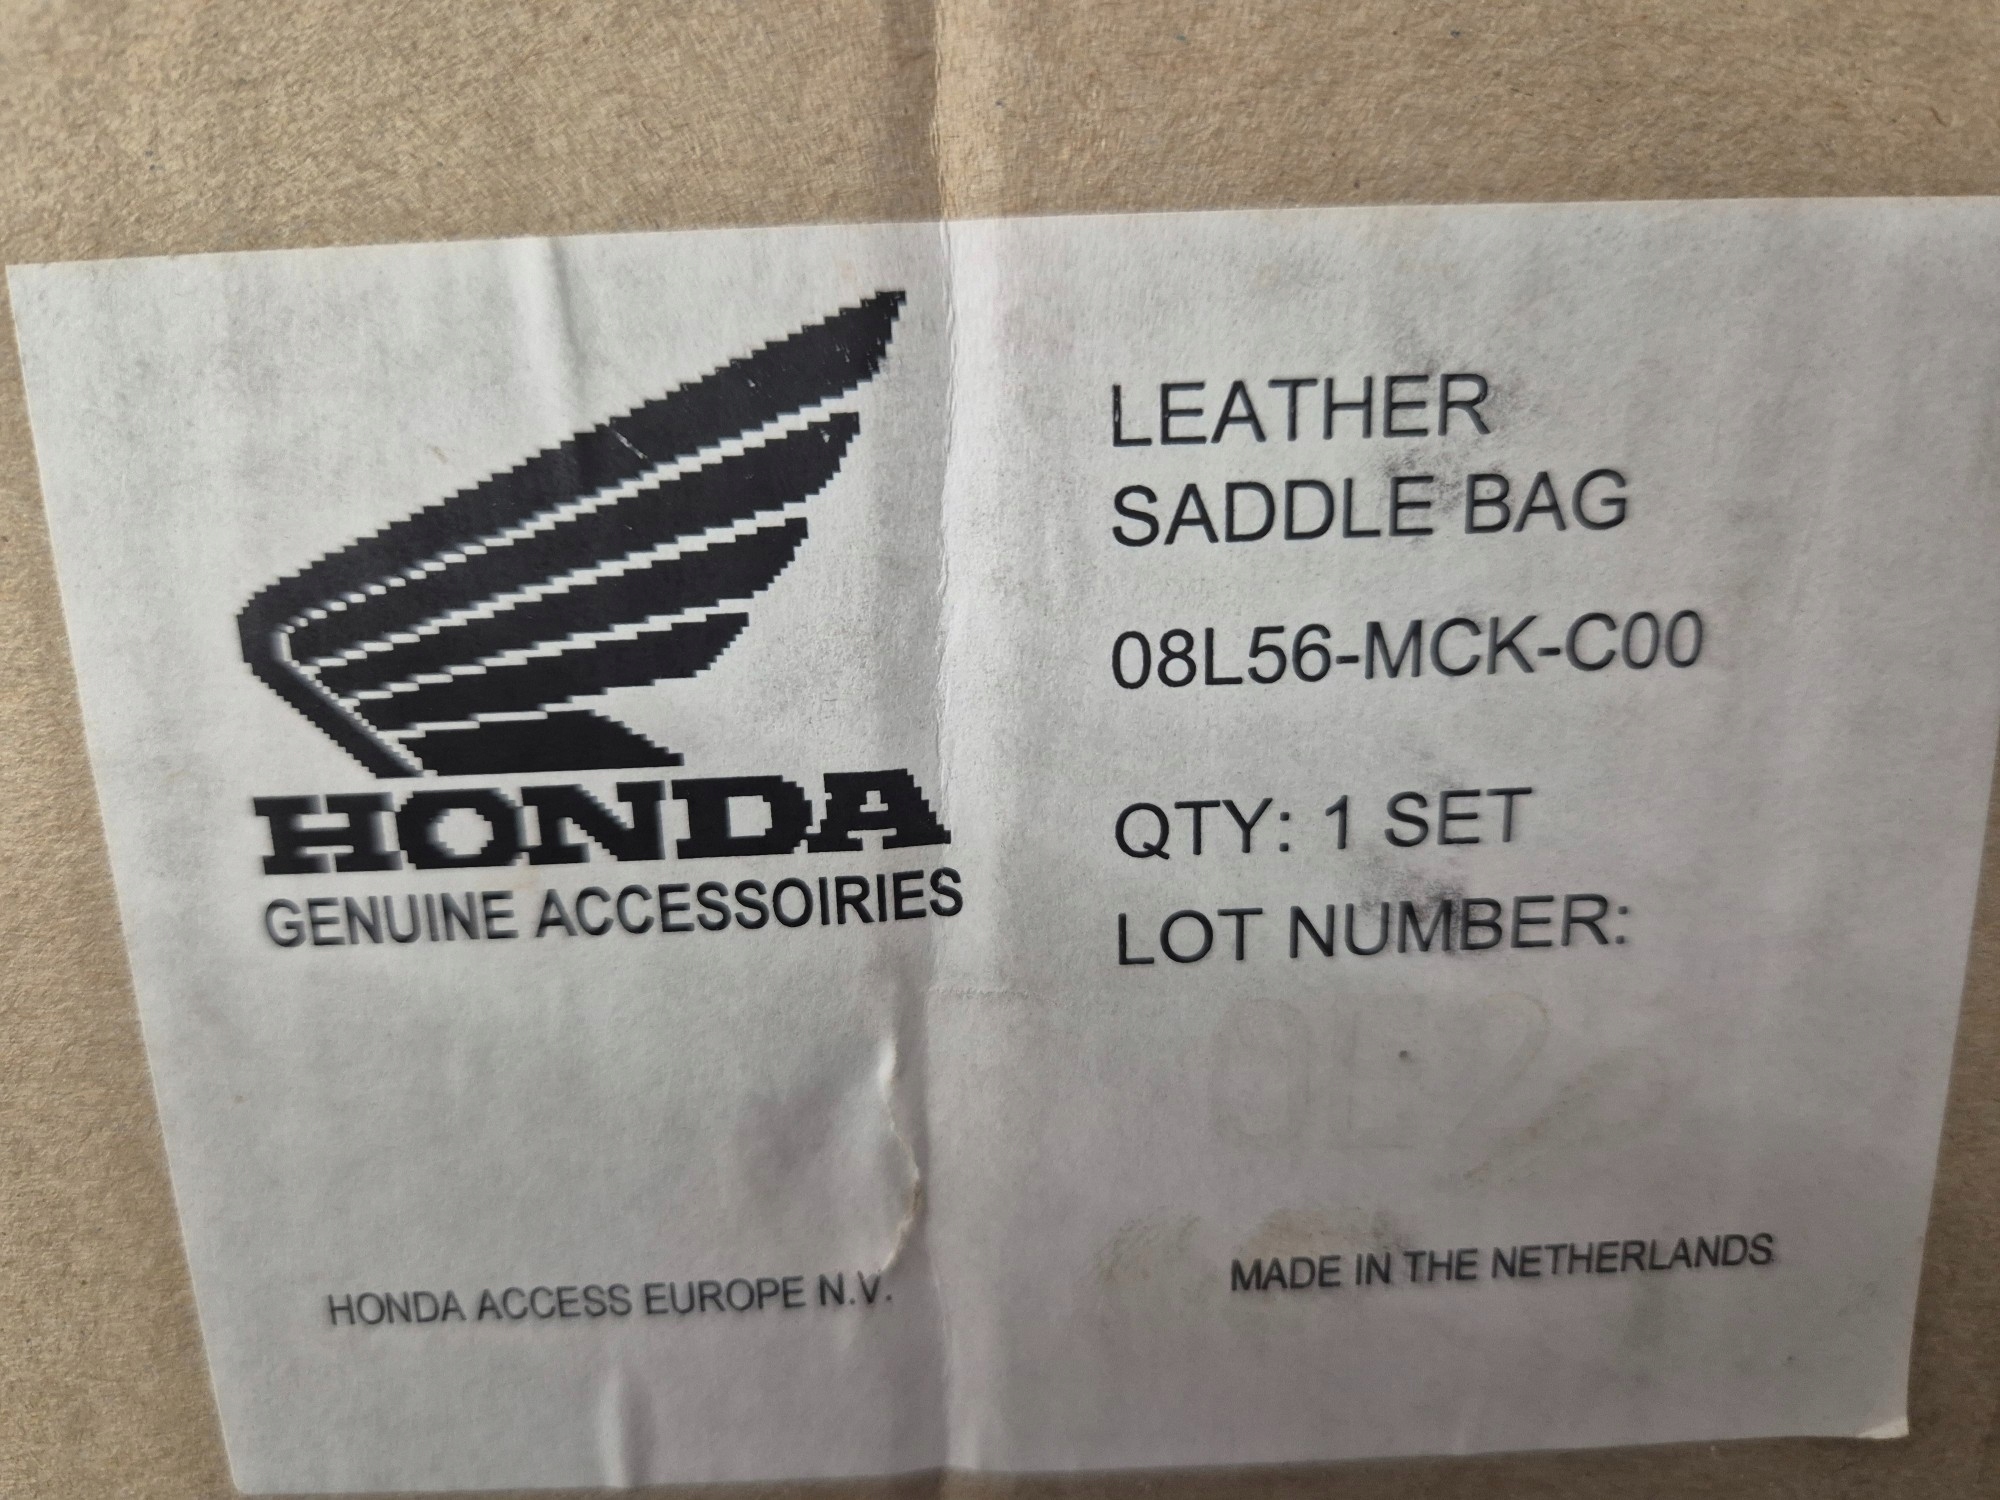 HONDA
GENUINE ACCESSOIRIES
LEATHER
SADDLE BAG
08L56-MCK-C00
QTY: 1 SET
LOT NUMBER:
HONDA ACCESS EUROPE N.V.
MADE IN THE NETHERLANDS